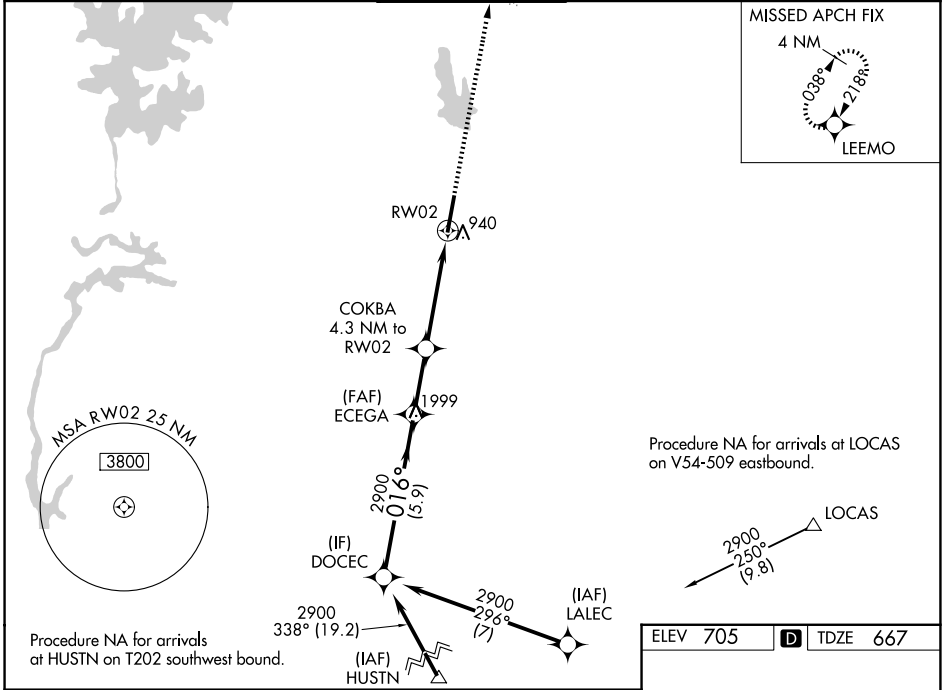 MISSED APCH FIX
4 NM
038°
218°
LEEMO
RW02
940
COKBA
4.3 NM to
RW02
(FAF)
ECEGA
1999
MSA RW02 25 NM
3800
2900
016°
(5.9)
Procedure NA for arrivals at LOCAS
on V54-509 eastbound.
LOCAS
2900
250°
(9.8)
(IF)
DOCEC
2900
296°
(7)
(IAF)
LALEC
2900
338° (19.2)
(IAF)
HUSTN
Procedure NA for arrivals
at HUSTN on T202 southwest bound.
ELEV 705 D TDZE 667